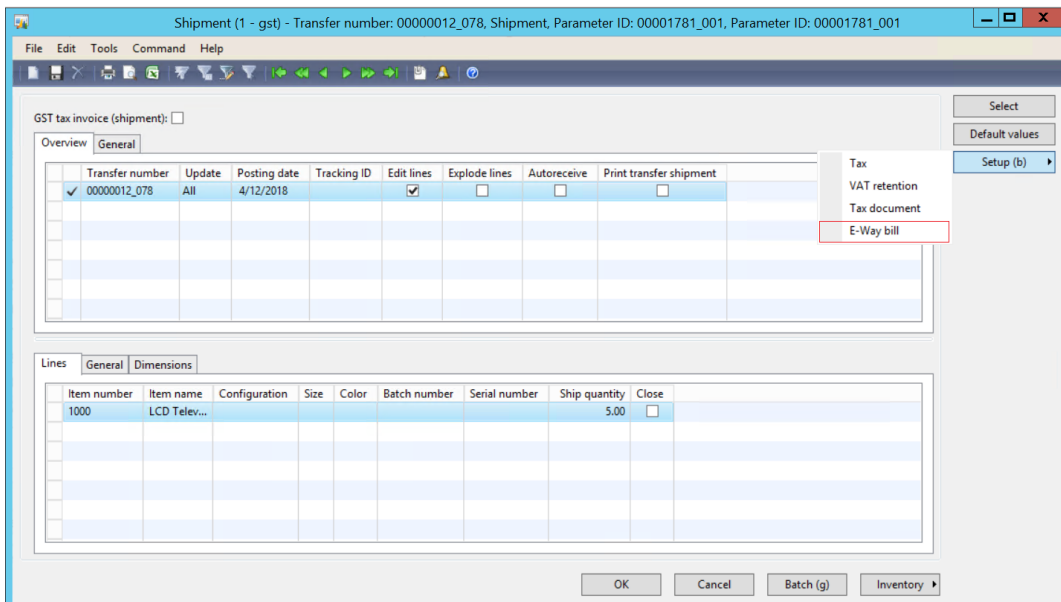 Shipment (1 - gst) - Transfer number: 00000012_078, Shipment, Parameter ID: 00001781_001, Parameter ID: 00001781_001
File Edit Tools Command Help
GST tax invoice (shipment):
Select
Default values
Setup (b)
Overview General
Transfer number Update Posting date Tracking ID Edit lines Explode lines Autoreceive Print transfer shipment
00000012_078 All 4/12/2018
Tax
VAT retention
Tax document
E-Way bill
Lines General Dimensions
Item number Item name Configuration Size Color Batch number Serial number Ship quantity Close
1000 LCD Telev... 5.00
OK Cancel Batch (g) Inventory